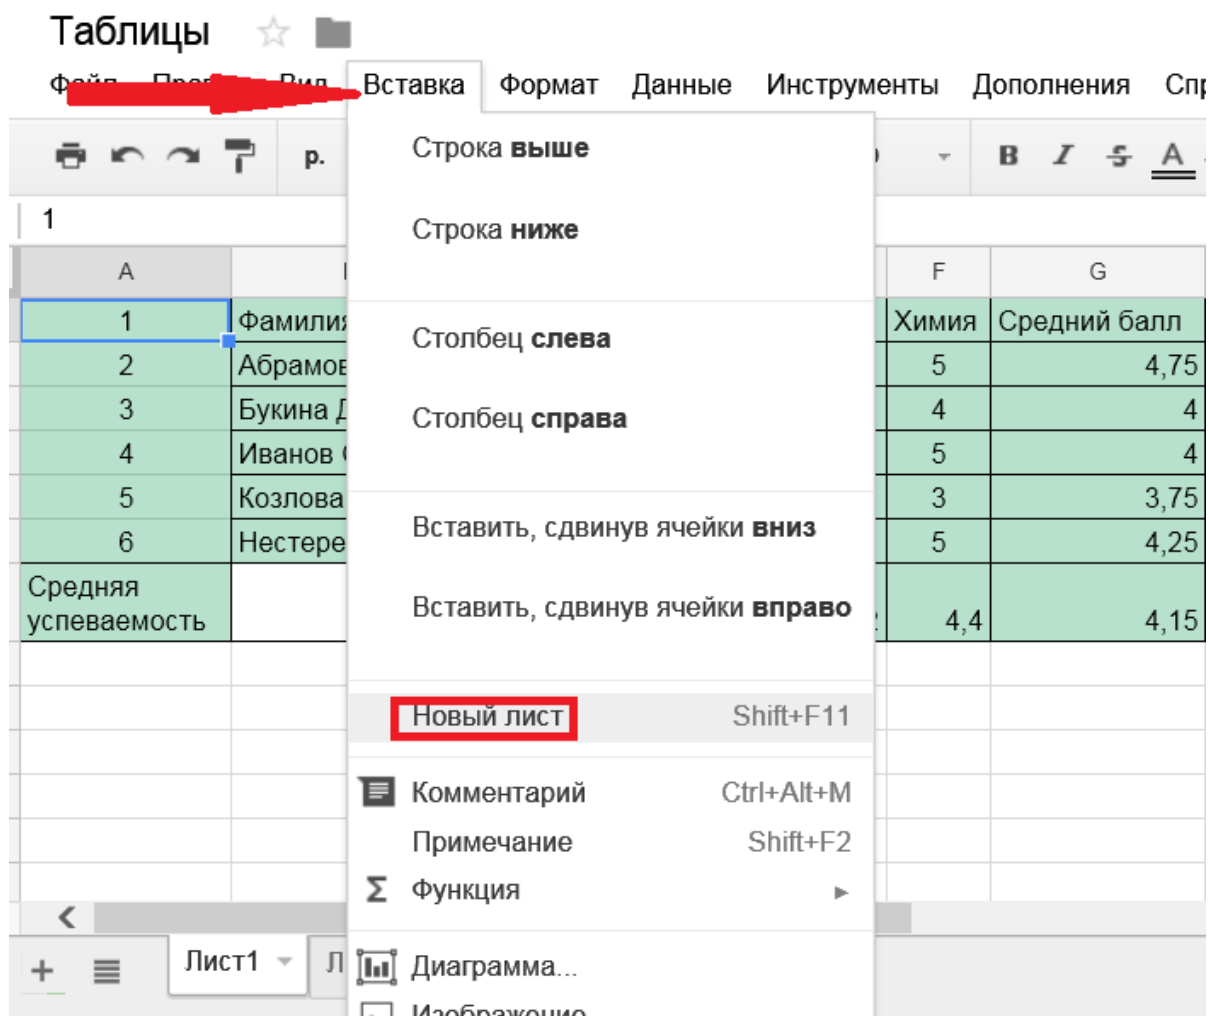 Таблицы
Вставка Формат Данные Инструменты Дополнения
р.
B I S A
1
A F G
1 Химия Средний балл
2 5 4,75
3 Букина 4 4
4 Иванов 5 4
5 Козлова 3 3,75
6 5 4,25
Средняя
успеваемость 4,4 4,15
Строка выше
Строка ниже
Столбец слева
Столбец справа
Вставить, сдвинув ячейки вниз
Вставить, сдвинув ячейки вправо
Новый лист Shift+F11
Комментарий Ctrl+Alt+M
Примечание Shift+F2
Σ Функция
Диаграмма...
Лист1